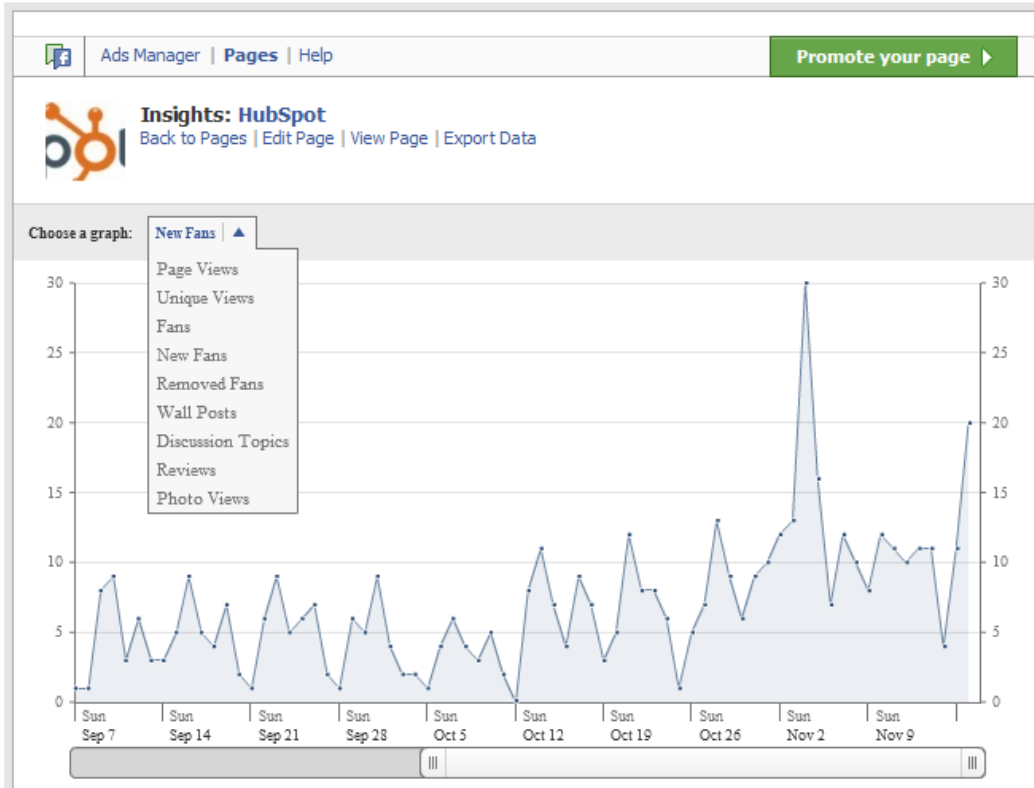 Ads Manager | Pages | Help
Promote your page
Insights: HubSpot
Back to Pages | Edit Page | View Page | Export Data
Choose a graph:
New Fans
Page Views
Unique Views
Fans
New Fans
Removed Fans
Wall Posts
Discussion Topics
Reviews
Photo Views
30 30
25 25
20 20
15 15
10 10
5 5
0 0
Sun Sun Sun Sun Sun Sun Sun Sun Sun Sun
Sep 7 Sep 14 Sep 21 Sep 28 Oct 5 Oct 12 Oct 19 Oct 26 Nov 2 Nov 9